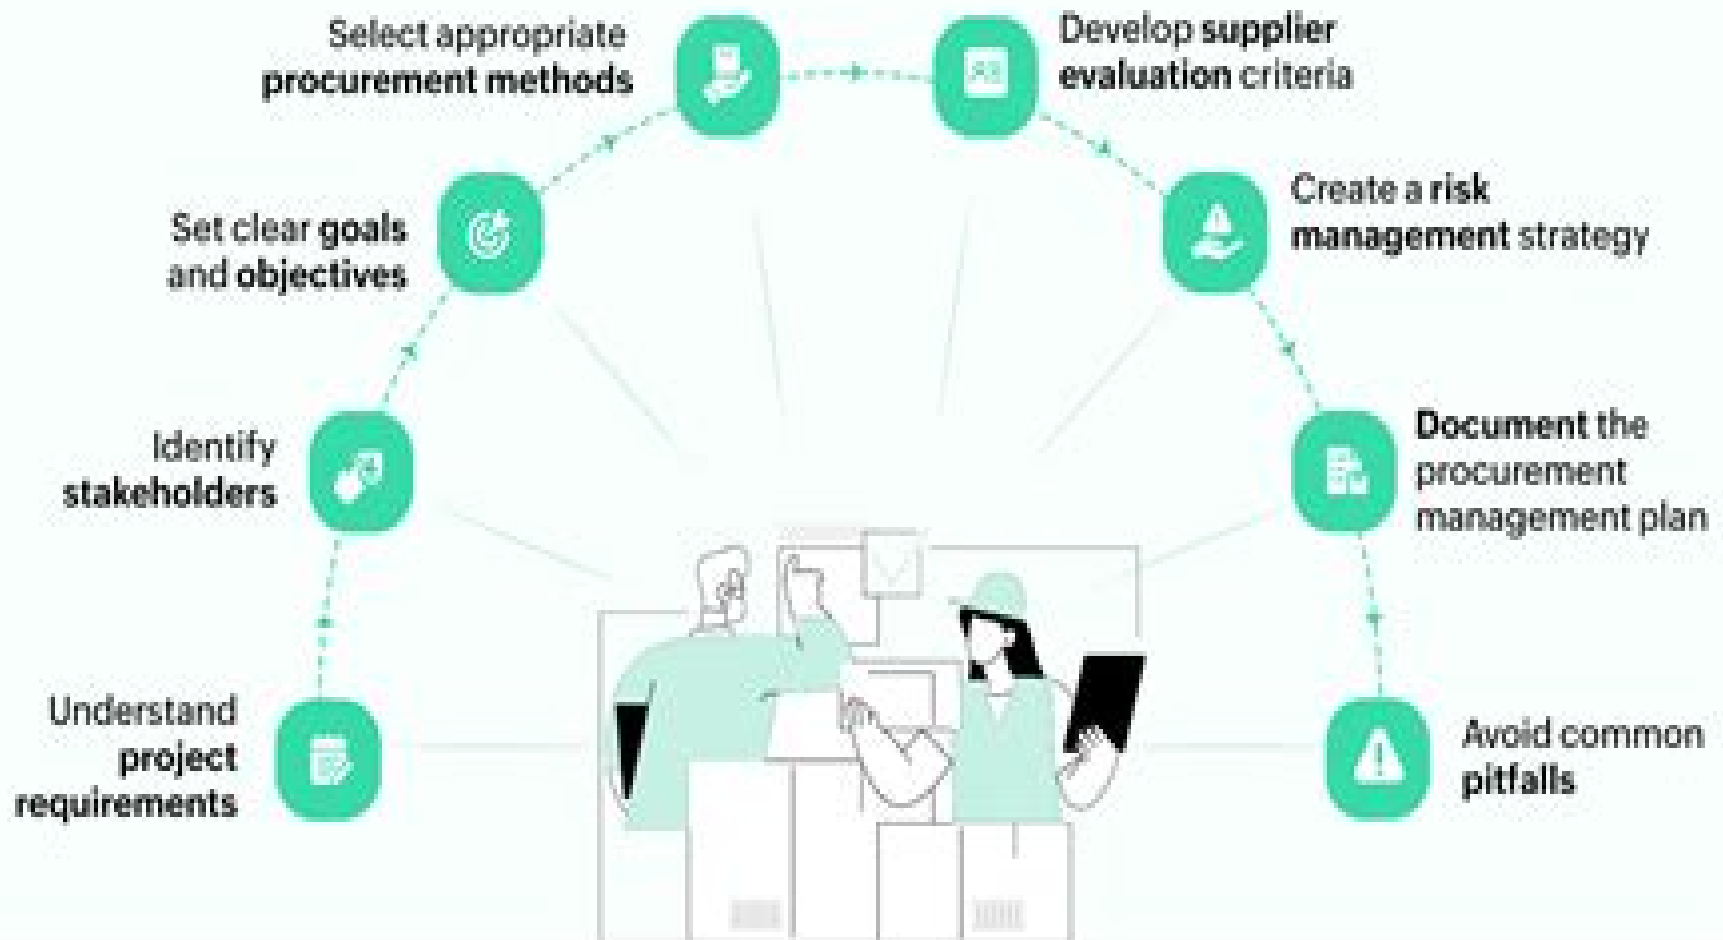 Understand
project
requirements
Identify
stakeholders
Set clear goals
and objectives
Select appropriate
procurement methods
Develop supplier
evaluation criteria
Create a risk
management strategy
Document the
procurement
management plan
Avoid common
pitfalls